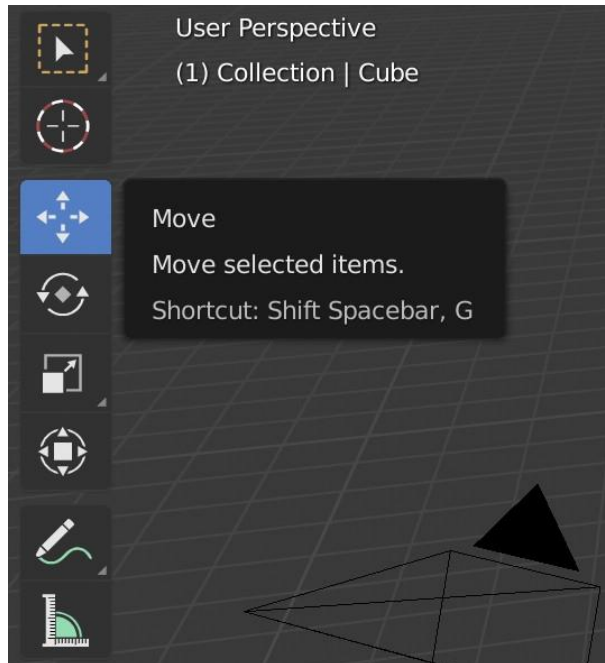 User Perspective
(1) Collection | Cube
Move
Move selected items.
Shortcut: Shift Spacebar, G